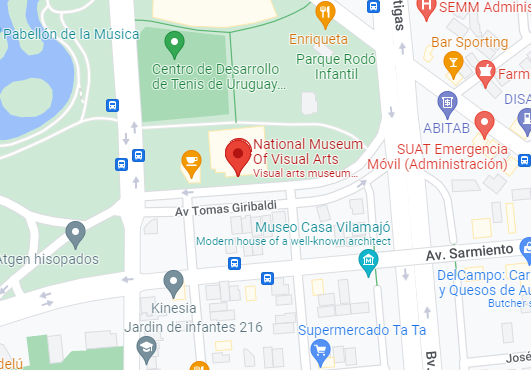 SEMM Adminis
Pabellón de la Música
Enriqueta
tigas
Bar Sporting
Centro de Desarrollo
de Tenis de Uruguay...
Parque Rodó
Infantil
Farm
DISA
ABITAB
National Museum
Of Visual Arts
Visual arts museum...
SUAT Emergencia
Móvil (Administración)
Av Tomas Giribaldi
Museo Casa Vilamajó
Modern house of a well-known architect
Av. Sarmiento
Atgen hisopados
DelCampo: Car
y Quesos de Au
Butcher s
Kinesia
Jardin de infantes 216
Supermercado Ta Ta
Bv.
José
delú